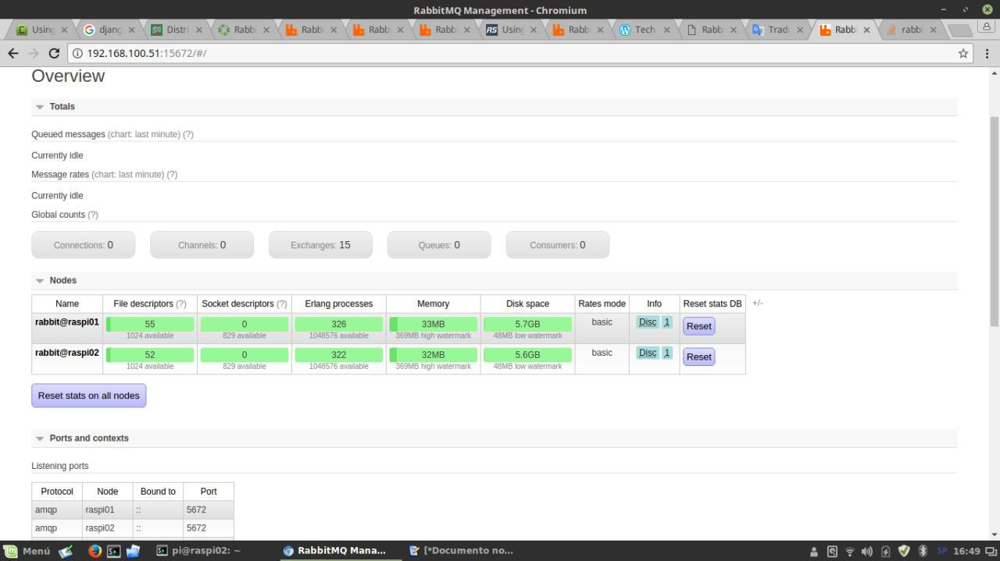 RabbitMQ Management - Chromium
Using djang Distri Rabbi Rabb Rabb Rabb Using Rabb Tech Rabb Tradu Rabb rabbi
192.168.100.51:15672/#/
Overview
Totals
Queued messages (chart: last minute) (?)
Currently idle
Message rates (chart: last minute) (?)
Currently idle
Global counts (?)
Connections: 0 Channels: 0 Exchanges: 15 Queues: 0 Consumers: 0
Nodes
Name File descriptors (?) Socket descriptors (?) Erlang processes Memory Disk space Rates mode Info Reset stats DB +/-
rabbit@raspi01 55 0 326 33MB 5.7GB basic Disc 1 Reset
1024 available 829 available 1048576 available 369MB high watermark 48MB low watermark
rabbit@raspi02 52 0 322 32MB 5.6GB basic Disc 1 Reset
1024 available 829 available 1048576 available 369MB high watermark 48MB low watermark
Reset stats on all nodes
Ports and contexts
Listening ports
Protocol Node Bound to Port
amqp raspi01 :: 5672
amqp raspi02 :: 5672
Menú pi@raspi02: ~ RabbitMQ Mana... [*Documento no... SP 16:49